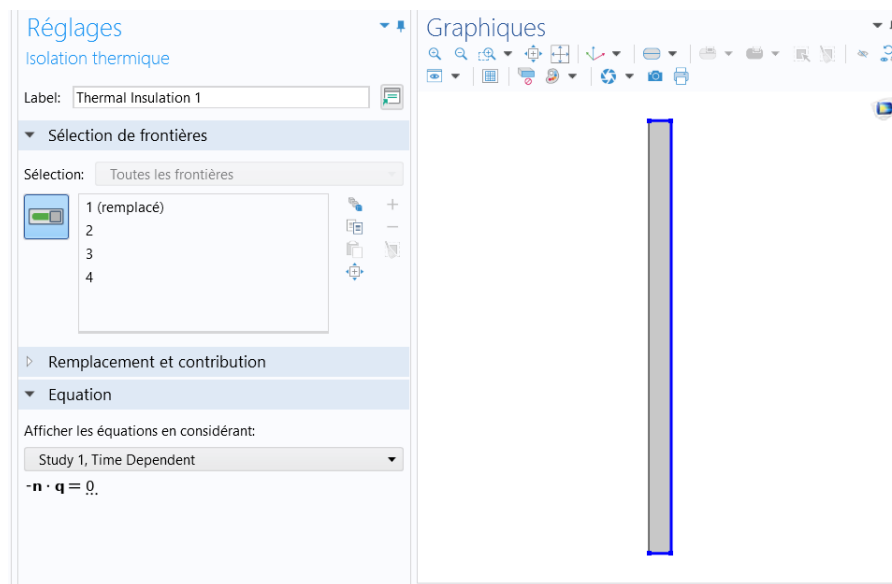 Réglages
Isolation thermique
Label: Thermal Insulation 1
Sélection de frontières
Sélection: Toutes les frontières
1 (remplacé)
2
3
4
Remplacement et contribution
Equation
Afficher les équations en considérant:
Study 1, Time Dependent
-n · q = 0
Graphiques